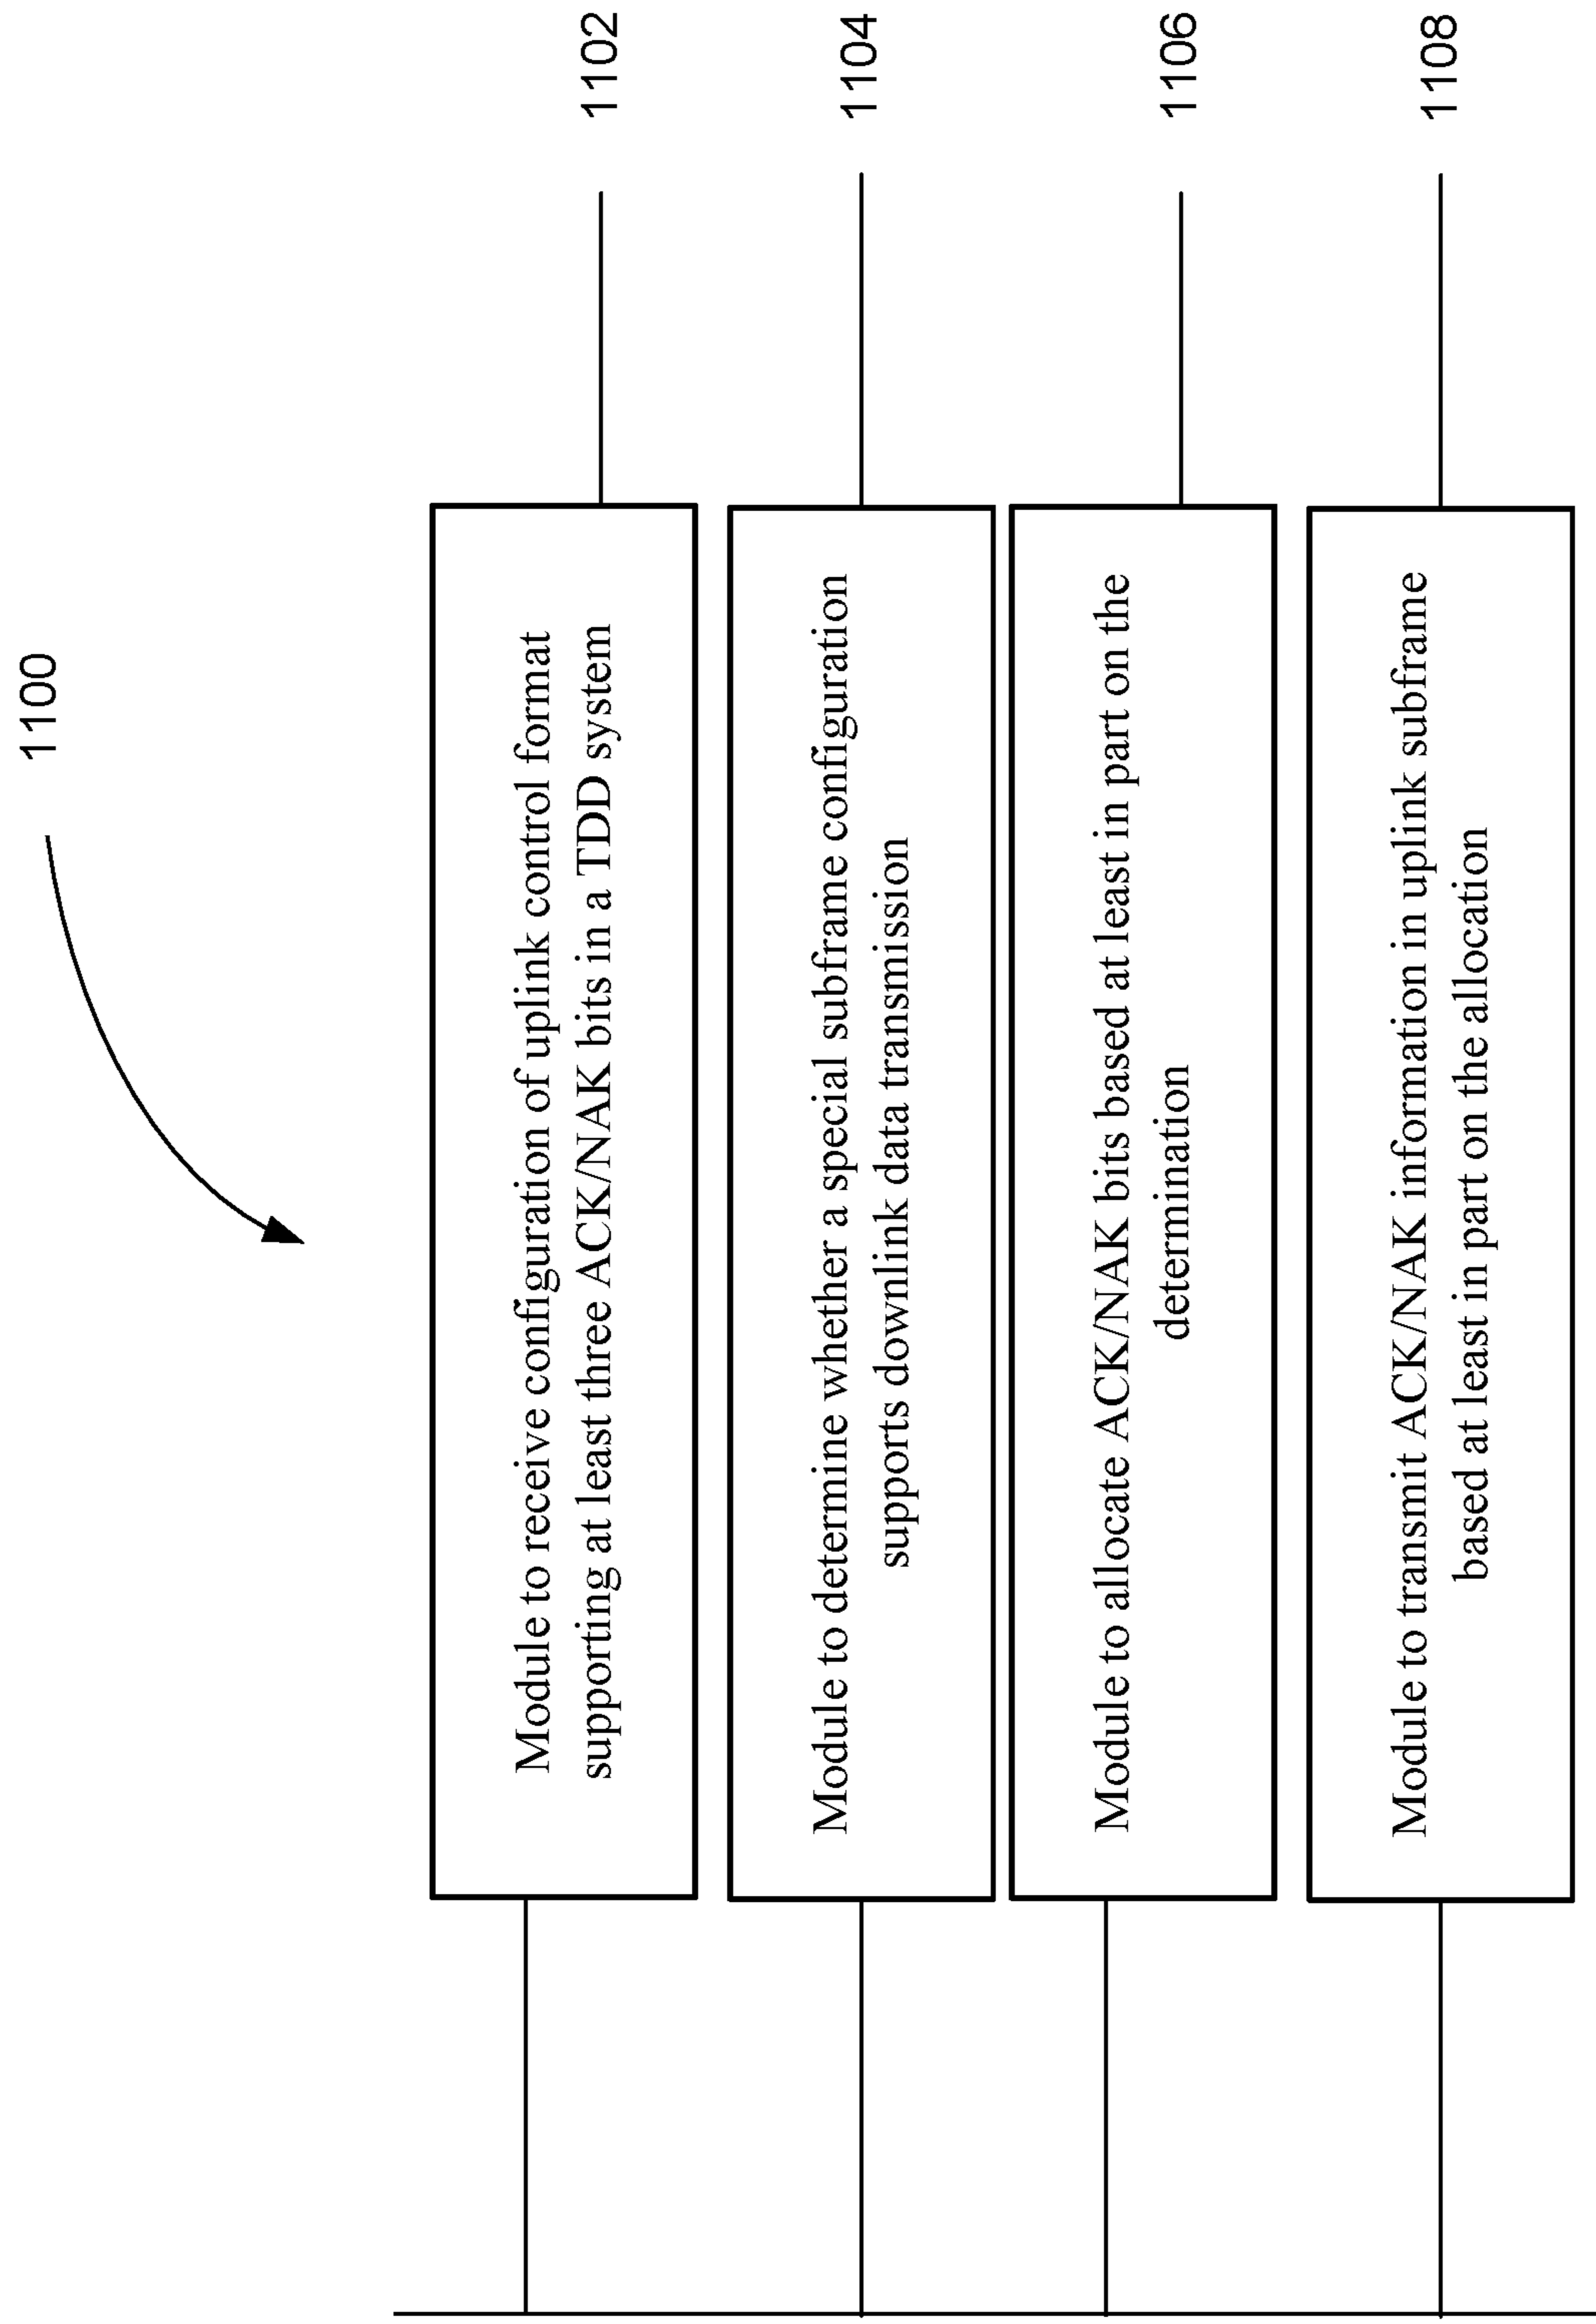 1100
Module to receive configuration of uplink control format
supporting at least three ACK/NAK bits in a TDD system
1102
Module to determine whether a special subframe configuration
supports downlink data transmission
1104
Module to allocate ACK/NAK bits based at least in part on the
determination
1106
Module to transmit ACK/NAK information in uplink subframe
based at least in part on the allocation
1108